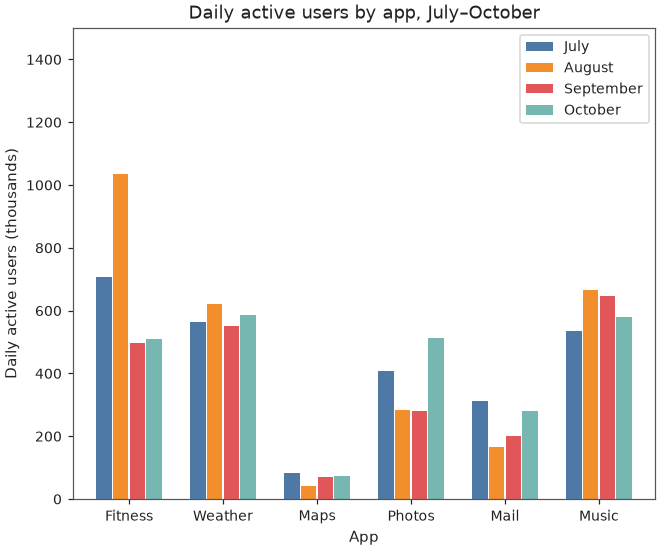 Daily active users by app, July–October
July
August
September
October
Daily active users (thousands)
1400
1200
1000
800
600
400
200
0
Fitness
Weather
Maps
Photos
Mail
Music
App